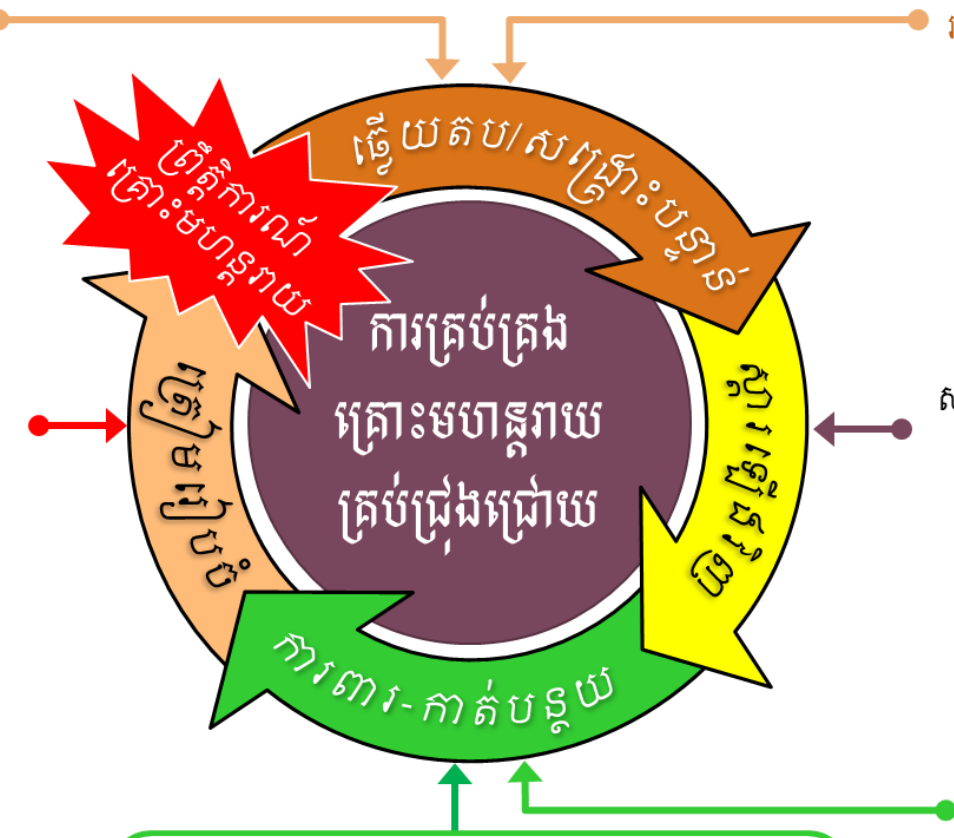 ព្រឹត្តិការណ៍
គ្រោះមហន្តរាយ
ឆ្លើយតប/សង្គ្រោះបន្ទាន់
ស្តារឡើងវិញ
ការពារ-កាត់បន្ថយ
ត្រៀមរៀបចំ
ការគ្រប់គ្រង
គ្រោះមហន្តរាយ
គ្រប់ជ្រុងជ្រោយ
ស